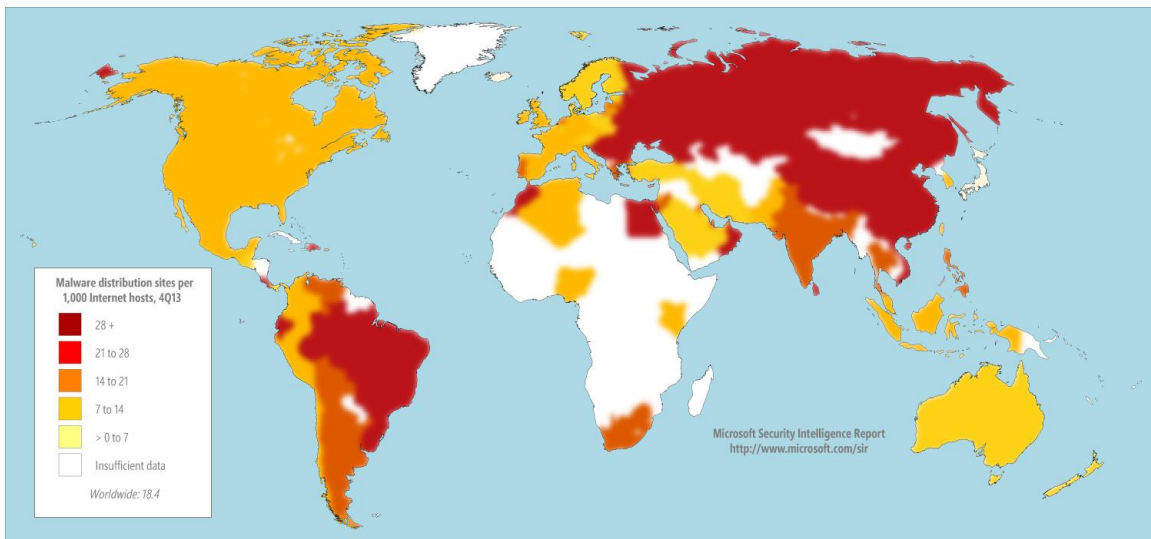 Malware distribution sites per
1,000 Internet hosts, 4Q13
28 +
21 to 28
14 to 21
7 to 14
> 0 to 7
Insufficient data
Worldwide: 18.4
Microsoft Security Intelligence Report
http://www.microsoft.com/sir